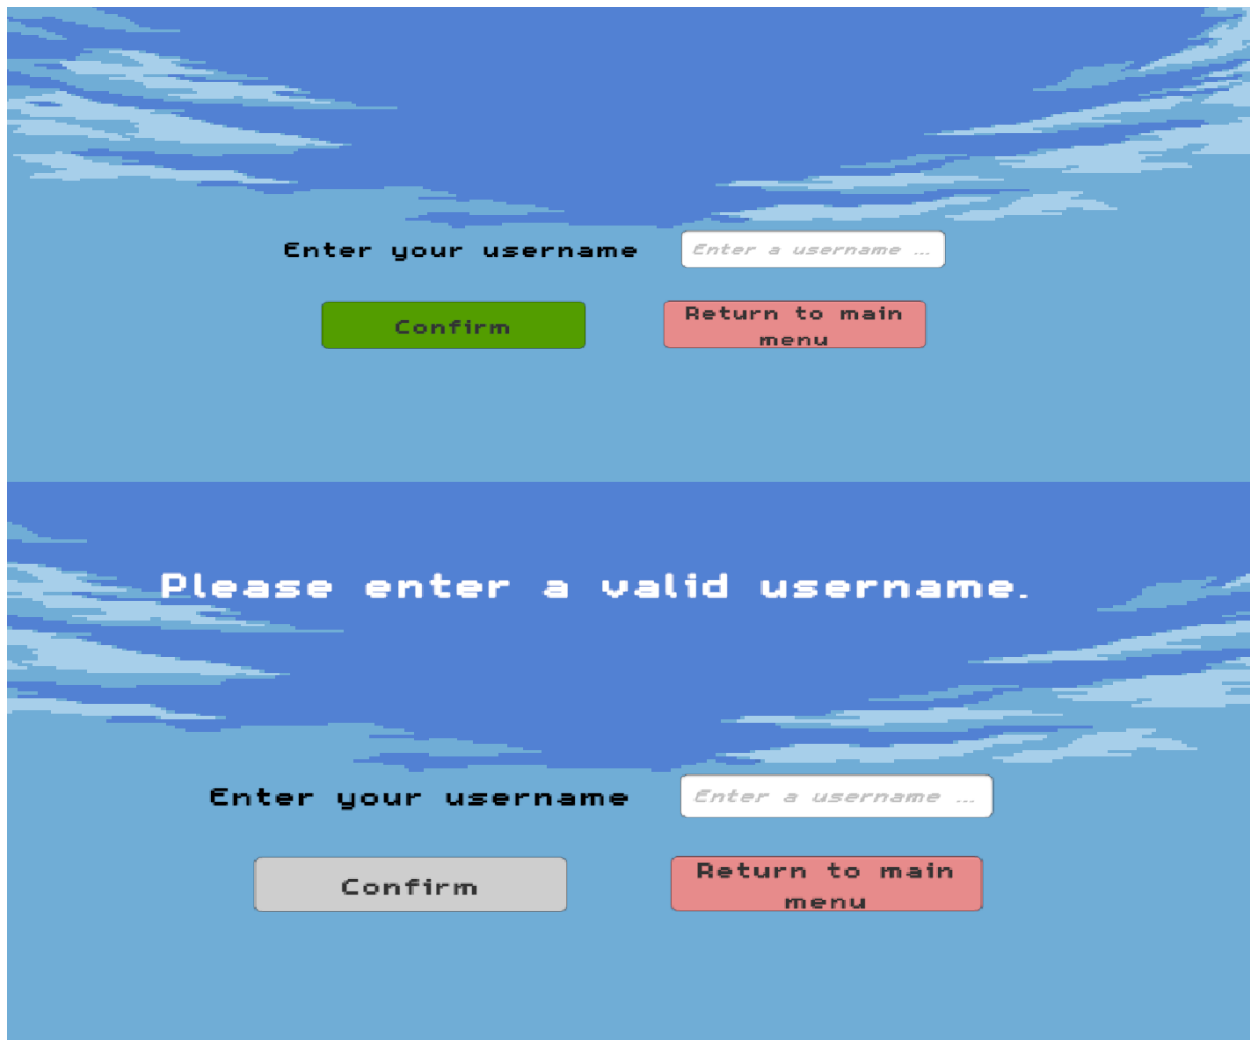 Enter your username Enter a username ...
Confirm
Return to main
menu
Please enter a valid username.
Enter your username Enter a username ...
Confirm
Return to main
menu